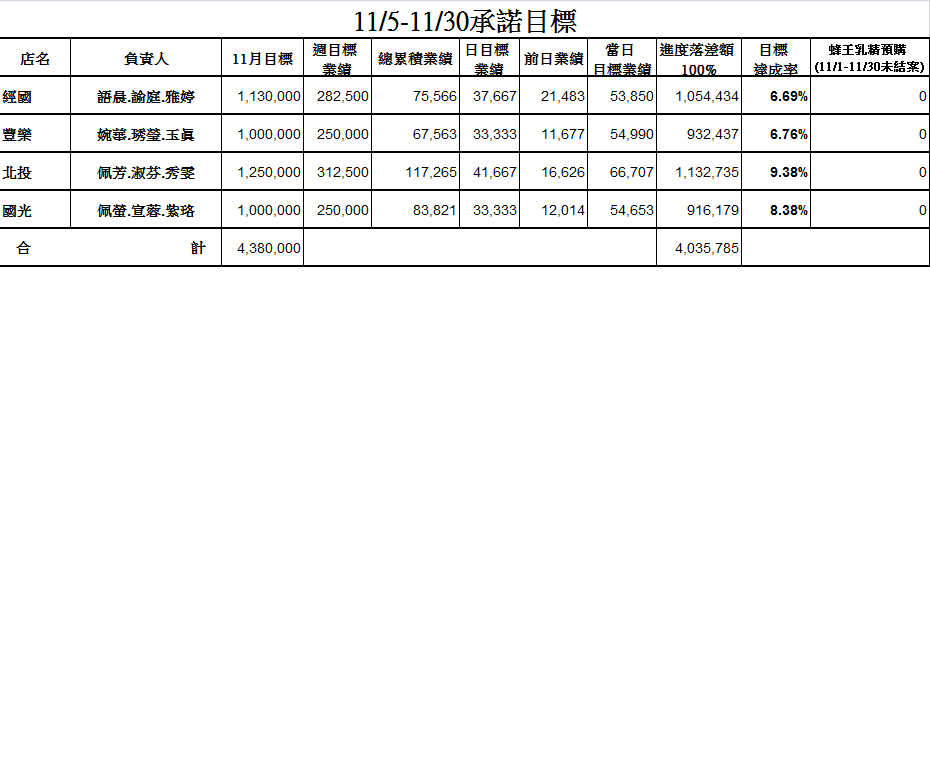 11/5-11/30承諾目標
店名 負責人 11月目標 週目標業績 總累積業績 日目標業績 前日業績 當日目標業績 進度落差額100% 目標達成率 蜂王乳精預購(11/1-11/30未結案)
經國 語晨.諭庭.雅婷 1,130,000 282,500 75,566 37,667 21,483 53,850 1,054,434 6.69% 0
豐樂 婉華.琇瑩.玉真 1,000,000 250,000 67,563 33,333 11,677 54,990 932,437 6.76% 0
北投 佩芳.淑芬.秀雯 1,250,000 312,500 117,265 41,667 16,626 66,707 1,132,735 9.38% 0
國光 佩螢.宣蓉.紫珞 1,000,000 250,000 83,821 33,333 12,014 54,653 916,179 8.38% 0
合計 4,380,000 4,035,785